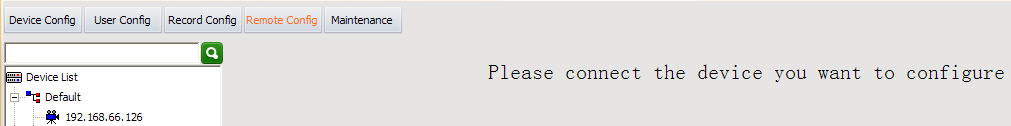 Device Config User Config Record Config Remote Config Maintenance
Please connect the device you want to configure
Device List
Default
192.168.66.126